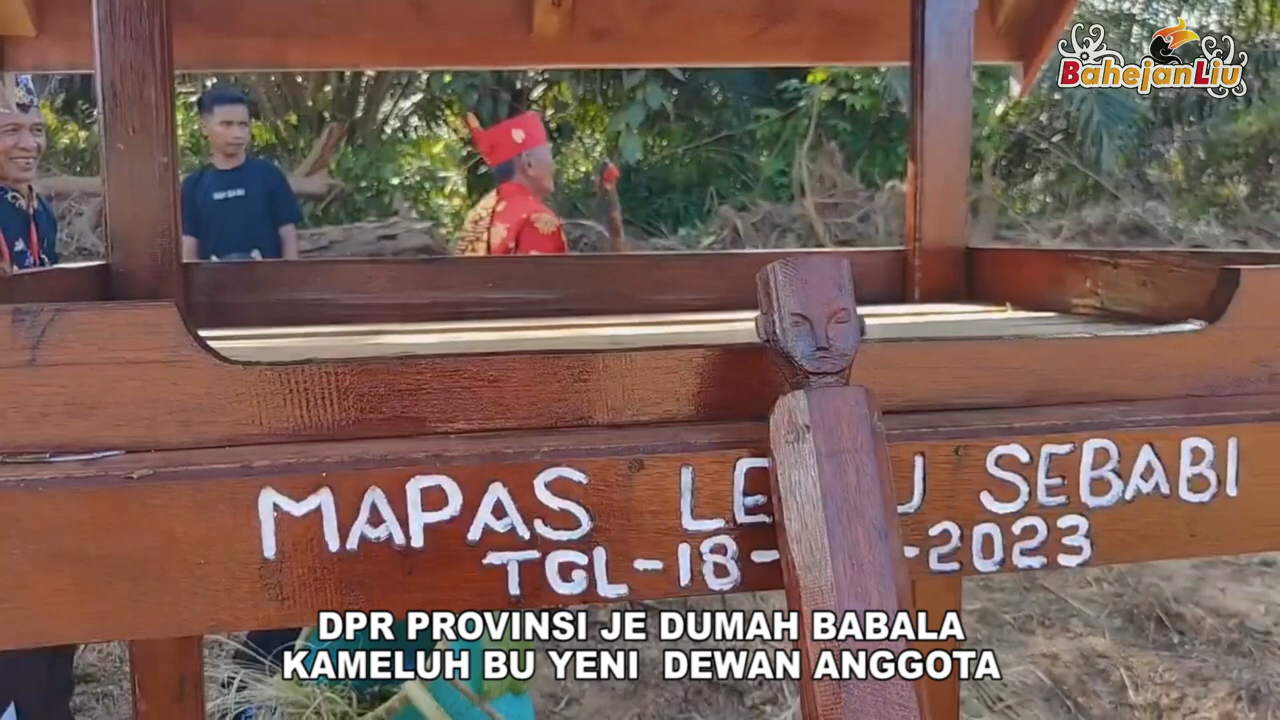 BahejanLiu
MAPAS SEBABI
TGL-18- -2023
DPR PROVINSI JE DUMAH BABALA
KAMELUH BU YENI DEWAN ANGGOTA